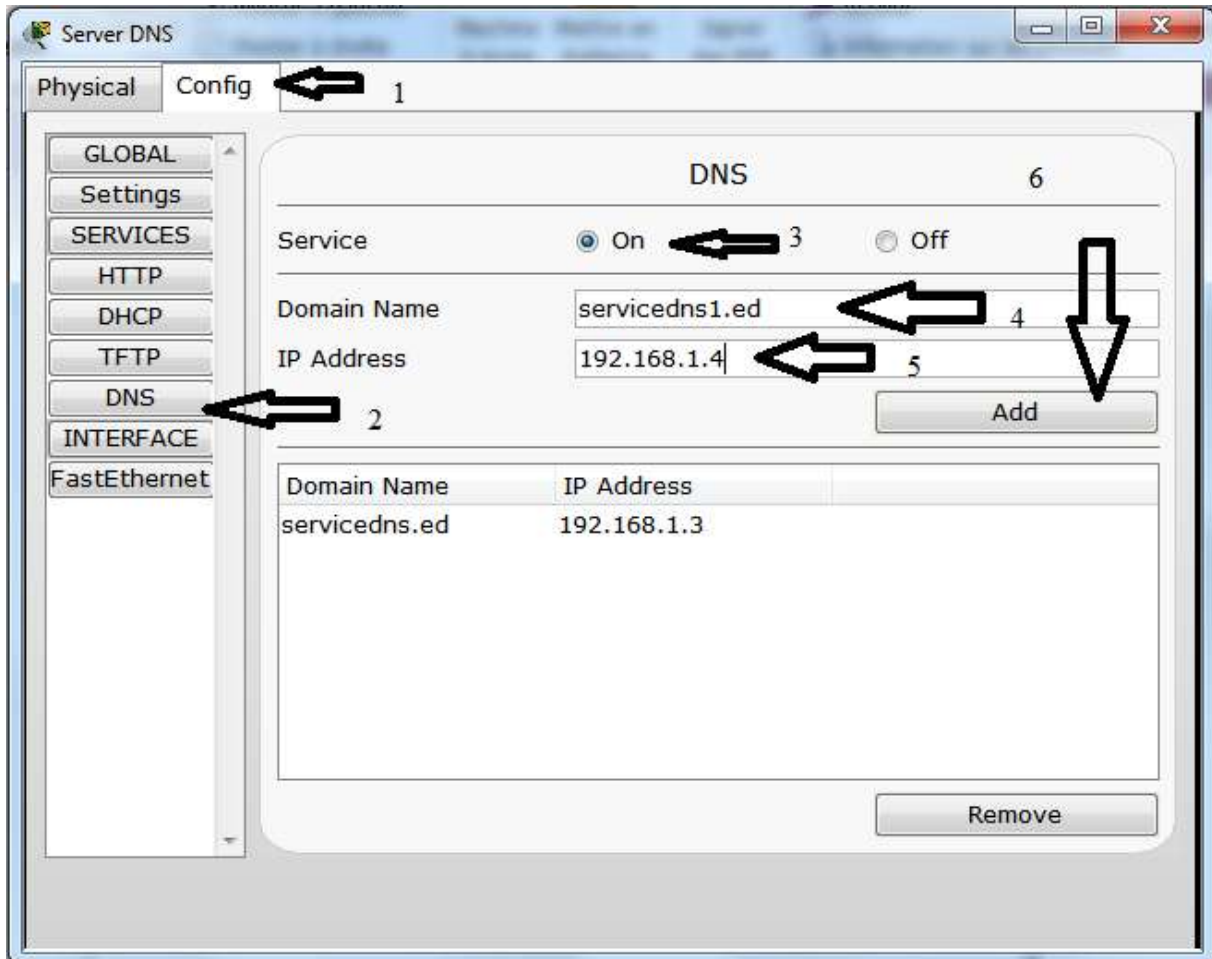 Server DNS
Physical Config 1
GLOBAL
Settings
SERVICES
HTTP
DHCP
TFTP
DNS
INTERFACE
FastEthernet
2
DNS 6
Service On 3 Off
Domain Name servicedns1.ed 4
IP Address 192.168.1.4 5
Add
Domain Name IP Address
servicedns.ed 192.168.1.3
Remove